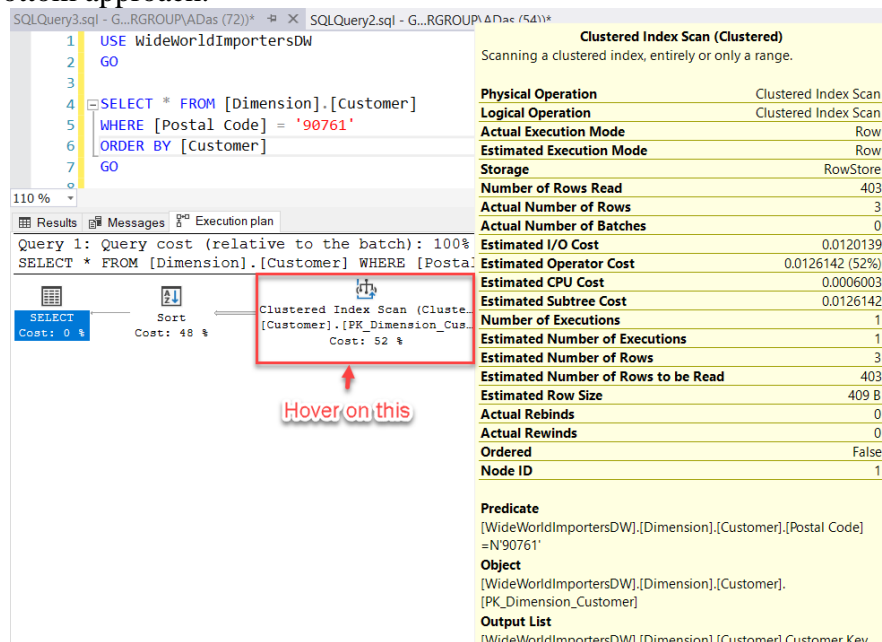 ottom approach.
SQLQuery3.sql - G...RGROUP\ADas (72))* SQLQuery2.sql - G...RGROUP\ADas (54))*
1 USE WideWorldImportersDW
2 GO
3
4 SELECT * FROM [Dimension].[Customer]
5 WHERE [Postal Code] = '90761'
6 ORDER BY [Customer]
7 GO
8
110 %
Results Messages Execution plan
Query 1: Query cost (relative to the batch): 100%
SELECT * FROM [Dimension].[Customer] WHERE [Postal
SELECT
Cost: 0 %
Sort
Cost: 48 %
Clustered Index Scan (Cluste...
[Customer].[PK_Dimension_Cus...
Cost: 52 %
Hover on this
Clustered Index Scan (Clustered)
Scanning a clustered index, entirely or only a range.
Physical Operation Clustered Index Scan
Logical Operation Clustered Index Scan
Actual Execution Mode Row
Estimated Execution Mode Row
Storage RowStore
Number of Rows Read 403
Actual Number of Rows 3
Actual Number of Batches 0
Estimated I/O Cost 0.0120139
Estimated Operator Cost 0.0126142 (52%)
Estimated CPU Cost 0.0006003
Estimated Subtree Cost 0.0126142
Number of Executions 1
Estimated Number of Executions 1
Estimated Number of Rows 3
Estimated Number of Rows to be Read 403
Estimated Row Size 409 B
Actual Rebinds 0
Actual Rewinds 0
Ordered False
Node ID 1
Predicate
[WideWorldImportersDW].[Dimension].[Customer].[Postal Code]
=N'90761'
Object
[WideWorldImportersDW].[Dimension].[Customer].
[PK_Dimension_Customer]
Output List
[WideWorldImportersDW].[Dimension].[Customer].Customer Key